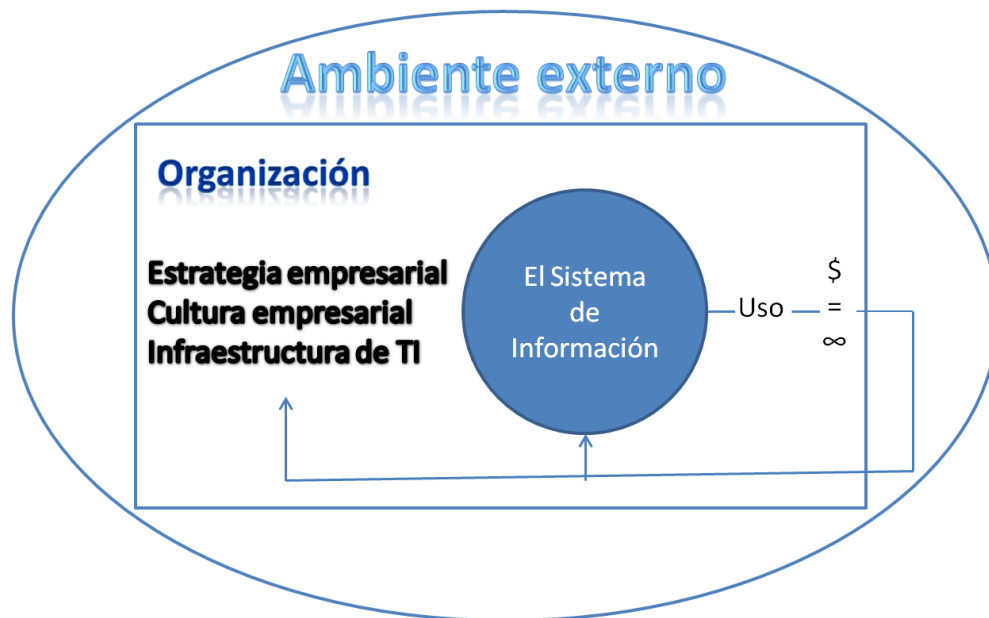 Ambiente externo
Organización
Estrategia empresarial
Cultura empresarial
Infraestructura de TI
El Sistema
de
Información
Uso
$
=
∞